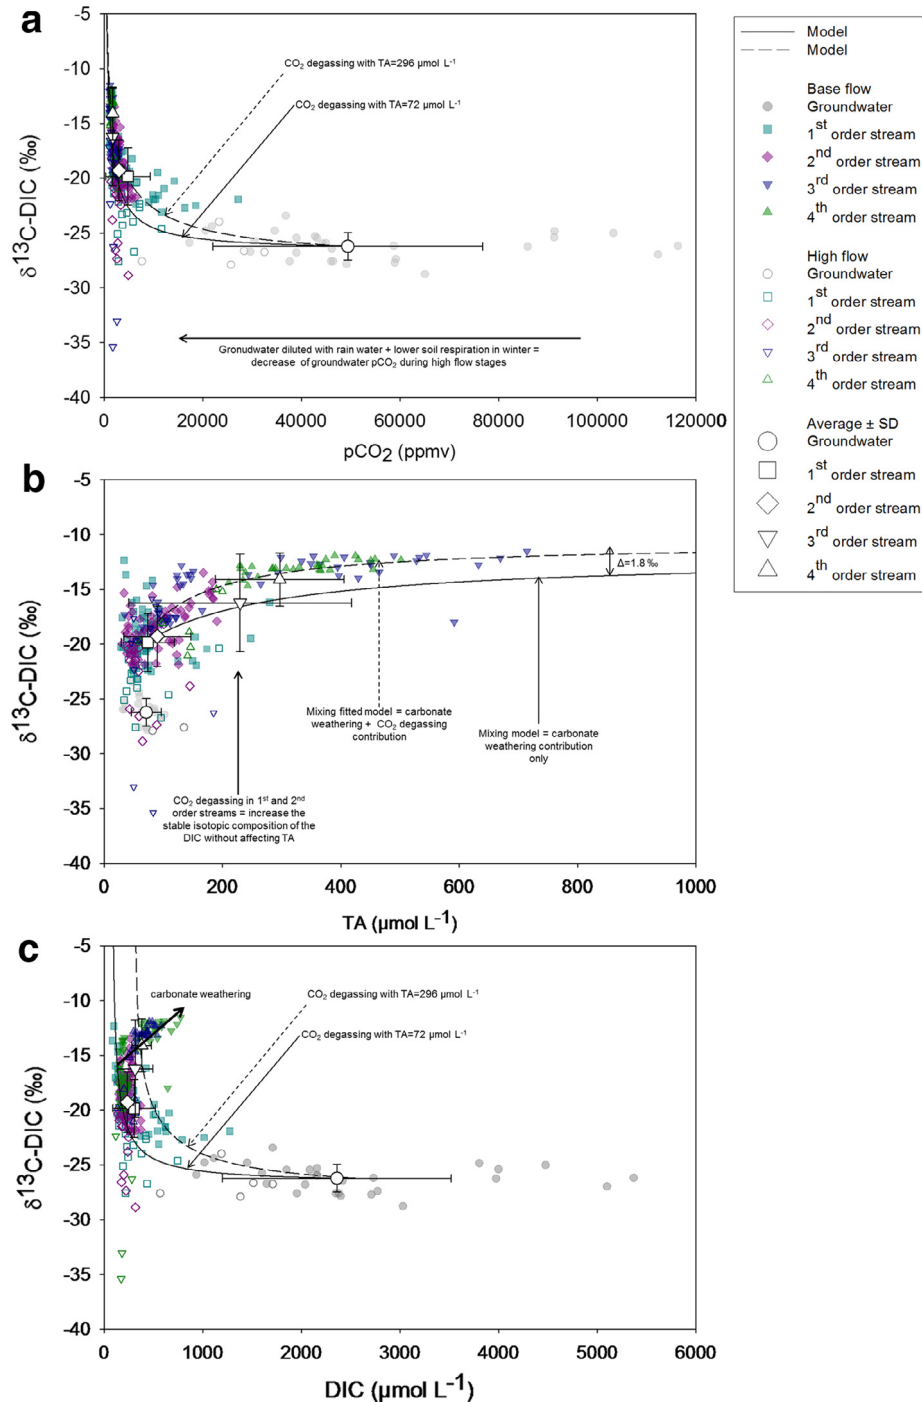 a
-5
-10
-15
-20
-25
-30
-35
-40
δ13C-DIC (‰)
CO2 degassing with TA=296 µmol L-1
CO2 degassing with TA=72 µmol L-1
Gronudwater diluted with rain water + lower soil respiration in winter =
decrease of groundwater pCO2 during high flow stages
0 20000 40000 60000 80000 100000 120000
pCO2 (ppmv)
Model
Model
Base flow
Groundwater
1st order stream
2nd order stream
3rd order stream
4th order stream
High flow
Groundwater
1st order stream
2nd order stream
3rd order stream
4th order stream
Average ± SD
Groundwater
1st order stream
2nd order stream
3rd order stream
4th order stream
b
-5
-10
-15
-20
-25
-30
-35
-40
δ13C-DIC (‰)
Δ=1.8 ‰
Mixing fitted model = carbonate
weathering + CO2 degassing
contribution
Mixing model = carbonate
weathering contribution
only
CO2 degassing in 1st and 2nd
order streams = increase the
stable isotopic composition of the
DIC without affecting TA
0 200 400 600 800 1000
TA (µmol L-1)
c
-5
-10
-15
-20
-25
-30
-35
-40
δ13C-DIC (‰)
carbonate weathering
CO2 degassing with TA=296 µmol L-1
CO2 degassing with TA=72 µmol L-1
0 1000 2000 3000 4000 5000 6000
DIC (µmol L-1)